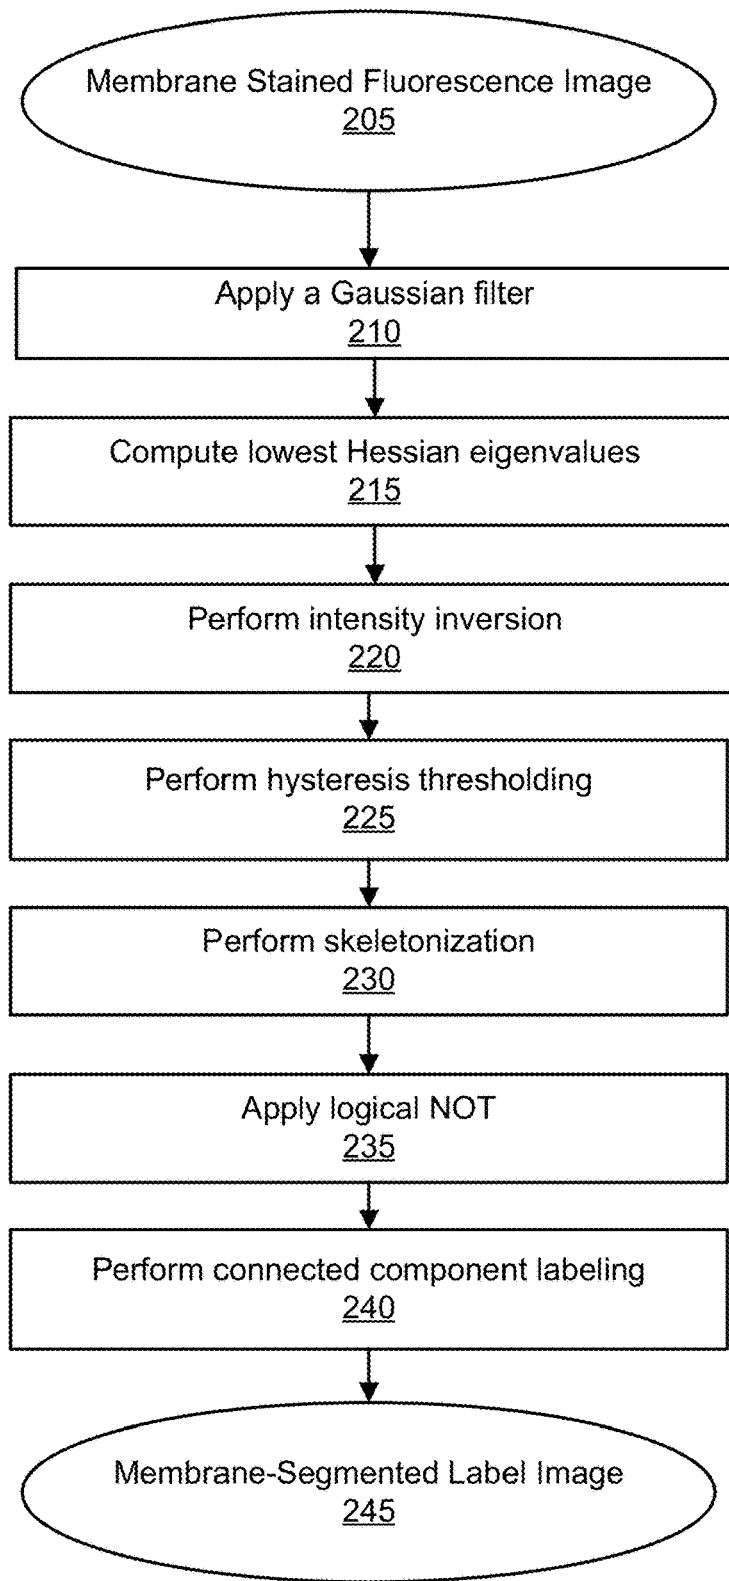 Membrane Stained Fluorescence Image
205
Apply a Gaussian filter
210
Compute lowest Hessian eigenvalues
215
Perform intensity inversion
220
Perform hysteresis thresholding
225
Perform skeletonization
230
Apply logical NOT
235
Perform connected component labeling
240
Membrane-Segmented Label Image
245